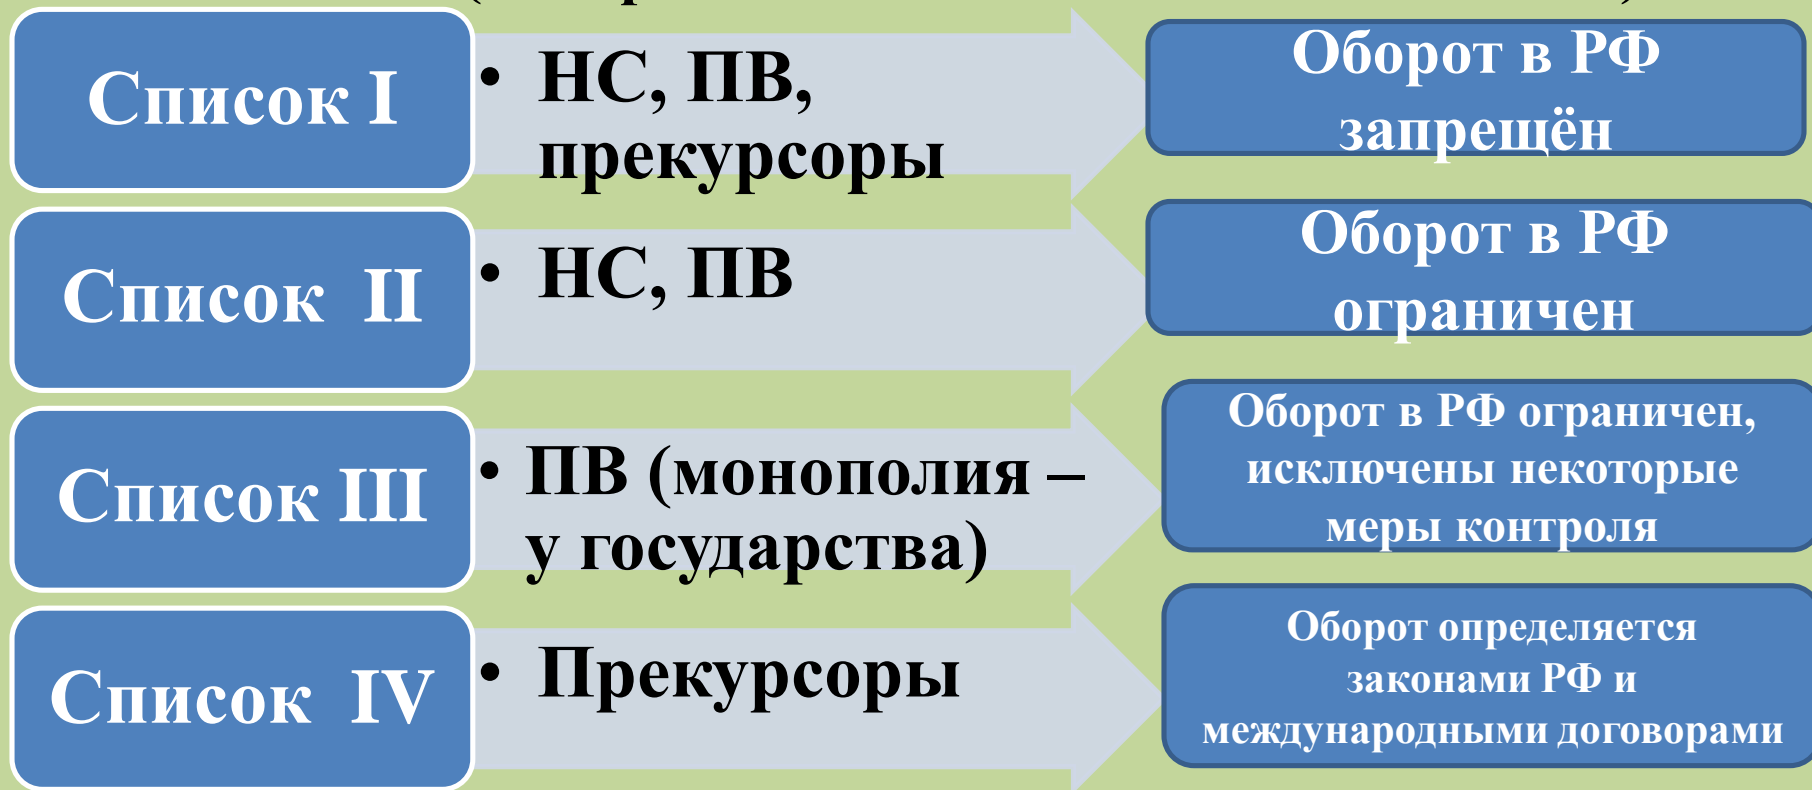 Список I
• НС, ПВ,
прекурсоры
Оборот в РФ
запрещён
Список II
• НС, ПВ
Оборот в РФ
ограничен
Список III
• ПВ (монополия –
у государства)
Оборот в РФ ограничен,
исключены некоторые
меры контроля
Список IV
• Прекурсоры
Оборот определяется
законами РФ и
международными договорами